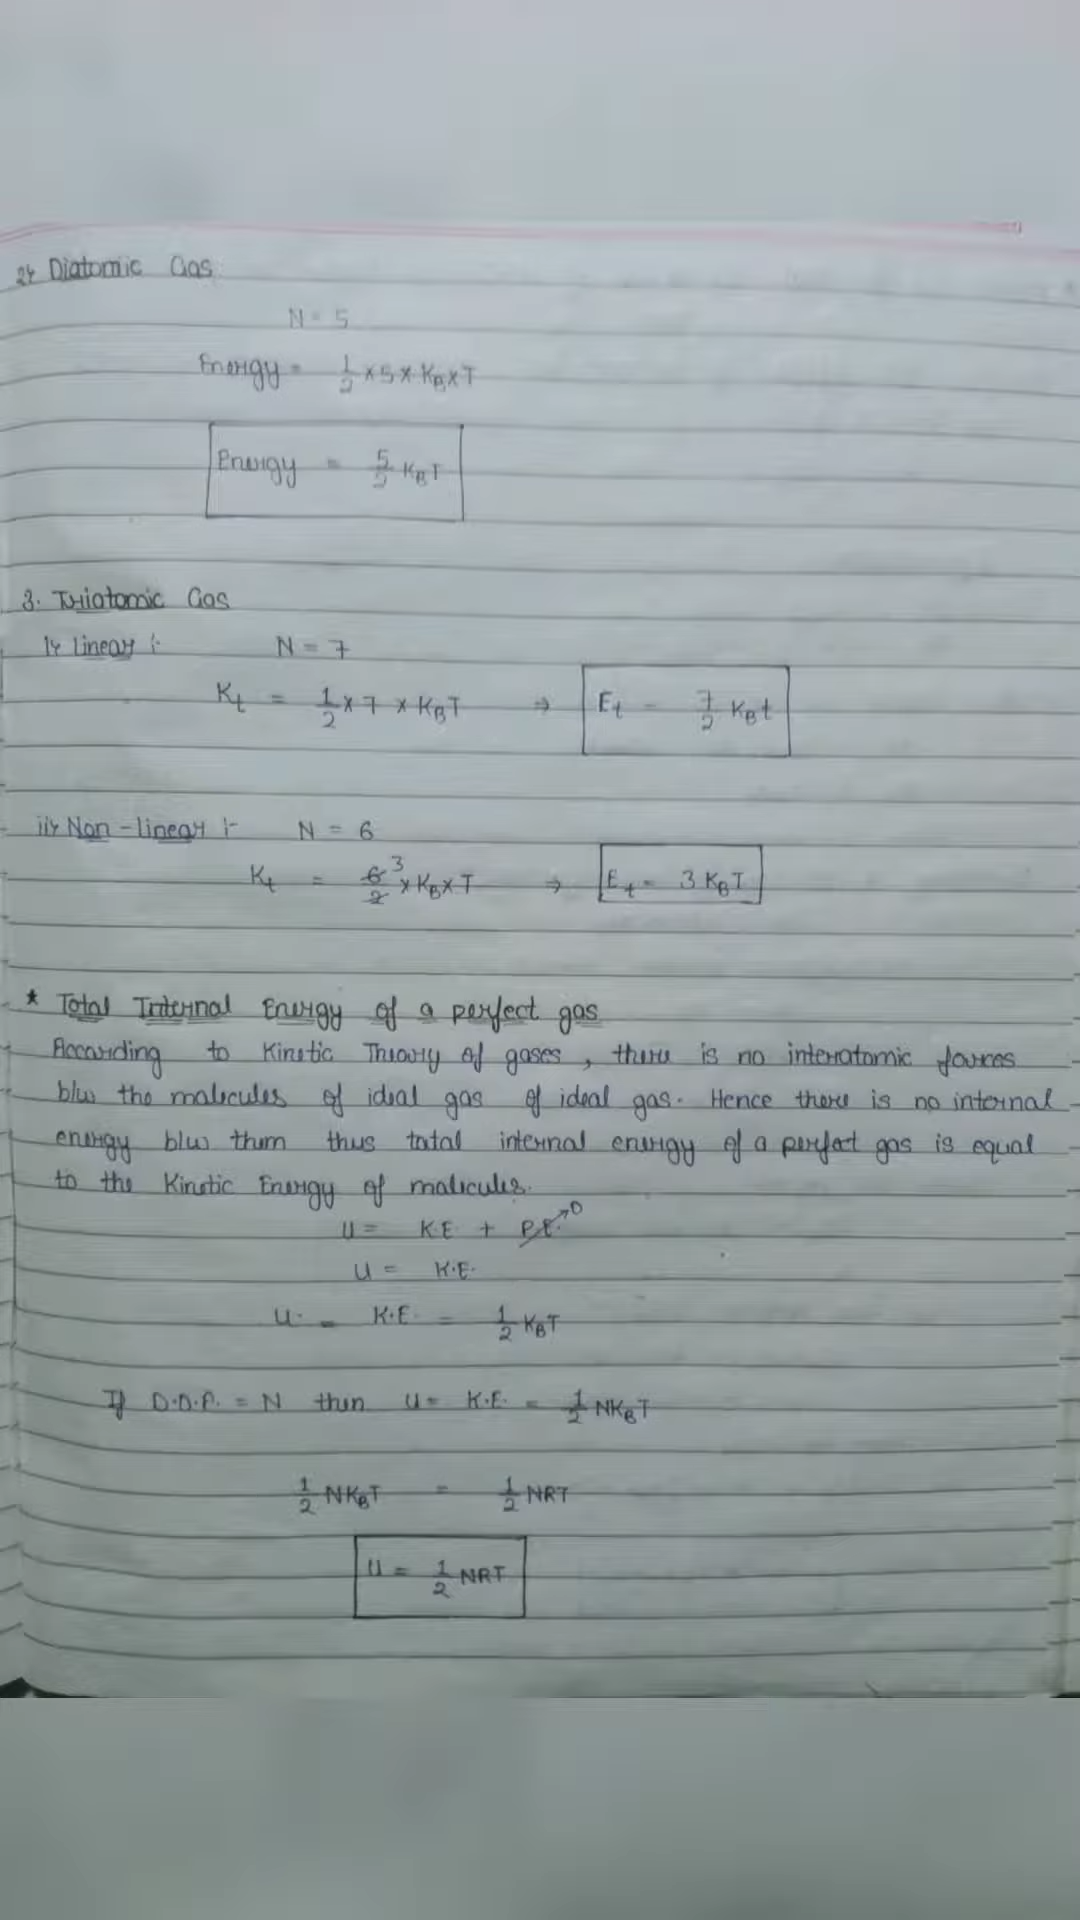 2) Diatomic Gas
N = 5
Energy = 1/2 × 5 × KB × T
Energy = 5/2 KBT
3. Triatomic Gas
1) Linear :- N = 7
Kt = 1/2 × 7 × KBT ⇒ Et = 7/2 KBt
ii) Non-linear :- N = 6
Kt = 6/2 3 × KB × T ⇒ Et = 3 KBT
* Total Internal Energy of a perfect gas
According to Kinetic Theory of gases, there is no interatomic forces
b/w the molecules of ideal gas of ideal gas. Hence there is no internal
energy b/w them thus total internal energy of a perfect gas is equal
to the Kinetic Energy of molecules.
U = K.E + P.E. → 0
U = K.E.
U = K.E. = 1/2 KBT
If D.O.F. = N then U = K.E. = 1/2 NKBT
1/2 NKBT = 1/2 NRT
U = 1/2 NRT